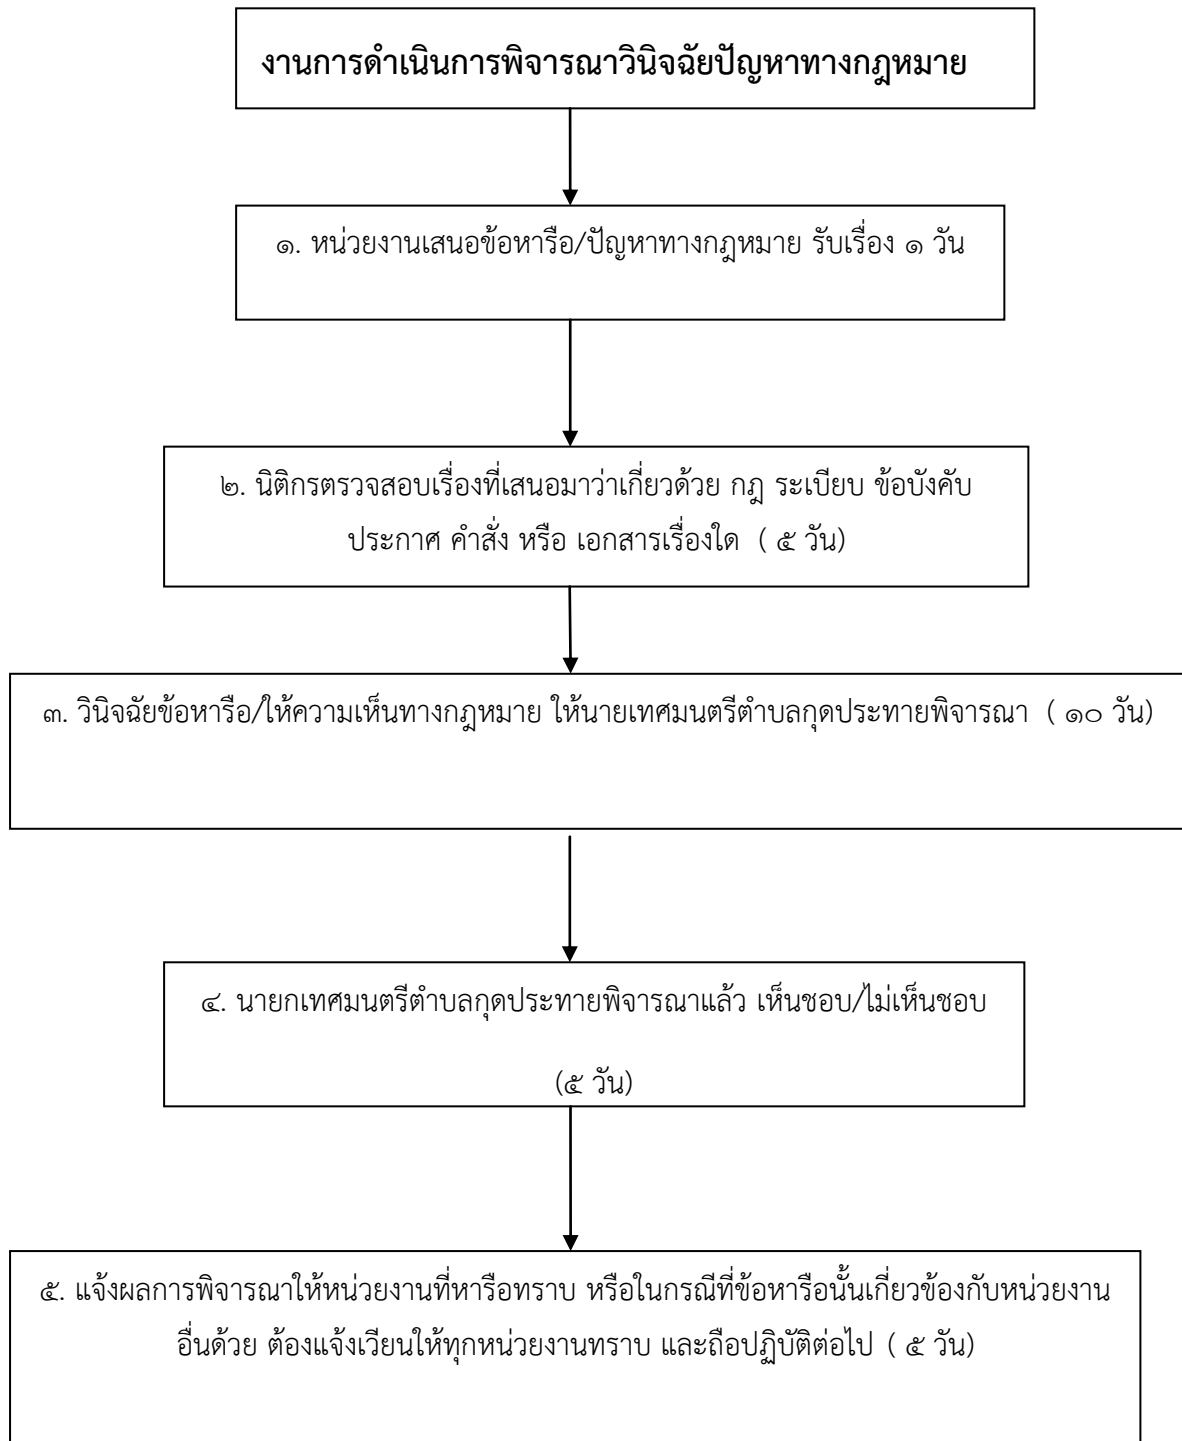 งานการดำเนินการพิจารณาวินิจฉัยปัญหาทางกฎหมาย
๑. หน่วยงานเสนอข้อหารือ/ปัญหาทางกฎหมาย รับเรื่อง ๑ วัน
๒. นิติกรตรวจสอบเรื่องที่เสนอมาว่าเกี่ยวด้วย กฎ ระเบียบ ข้อบังคับ
ประกาศ คำสั่ง หรือ เอกสารเรื่องใด ( ๕ วัน)
๓. วินิจฉัยข้อหารือ/ให้ความเห็นทางกฎหมาย ให้นายเทศมนตรีตำบลกุดประทายพิจารณา ( ๑๐ วัน)
๔. นายกเทศมนตรีตำบลกุดประทายพิจารณาแล้ว เห็นชอบ/ไม่เห็นชอบ
(๕ วัน)
๕. แจ้งผลการพิจารณาให้หน่วยงานที่หารือทราบ หรือในกรณีที่ข้อหารือนั้นเกี่ยวข้องกับหน่วยงาน
อื่นด้วย ต้องแจ้งเวียนให้ทุกหน่วยงานทราบ และถือปฏิบัติต่อไป ( ๕ วัน)